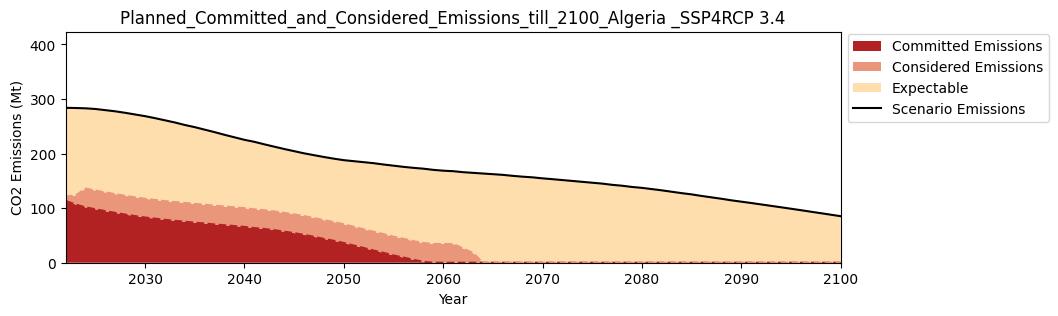 Planned_Committed_and_Considered_Emissions_till_2100_Algeria _SSP4RCP 3.4
400
300
200
100
0
CO2 Emissions (Mt)
2030 2040 2050 2060 2070 2080 2090 2100
Year
Committed Emissions
Considered Emissions
Expectable
Scenario Emissions